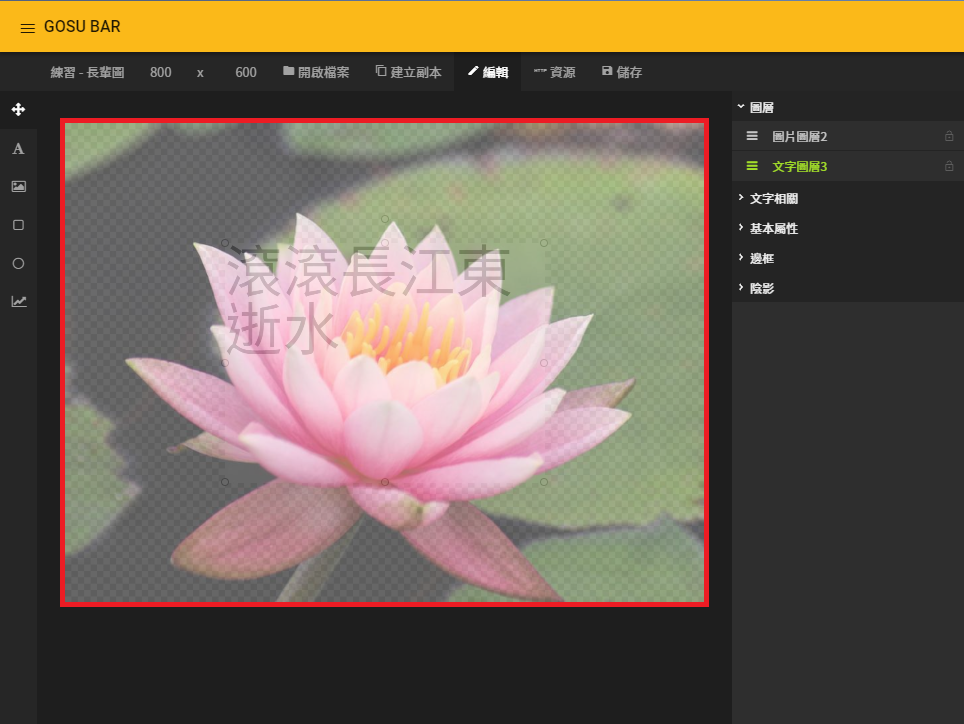 GOSU BAR
練習 - 長輩圖 800 x 600 開啟檔案 建立副本 編輯 HTTP 資源 儲存
A
圖層
圖片圖層2
文字圖層3
文字相關
基本屬性
邊框
陰影
滾滾長江東
逝水